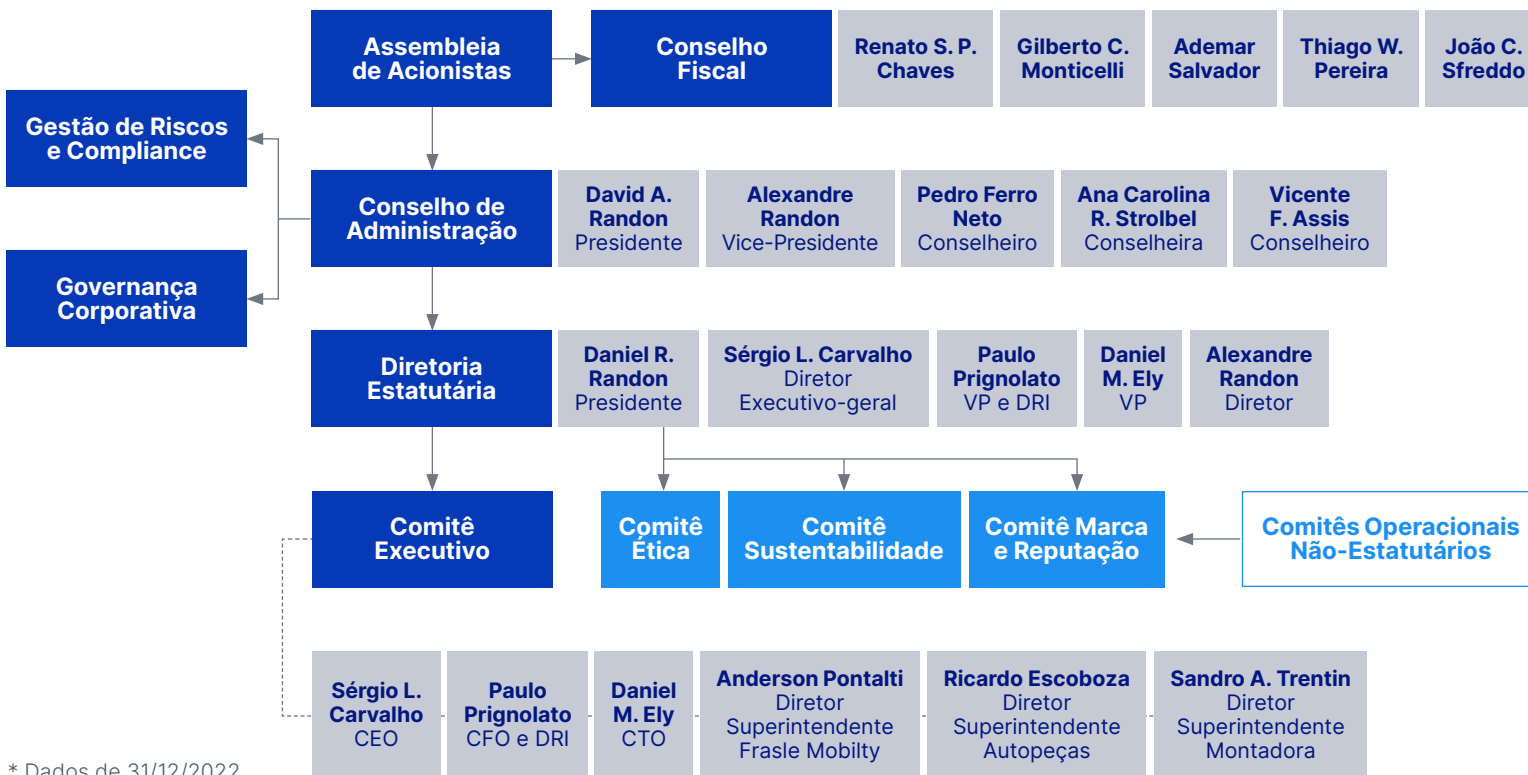 Assembleia
de Acionistas
Conselho
Fiscal
Renato S. P.
Chaves
Gilberto C.
Monticelli
Ademar
Salvador
Thiago W.
Pereira
João C.
Sfreddo
Gestão de Riscos
e Compliance
Conselho de
Administração
David A.
Randon
Presidente
Alexandre
Randon
Vice-Presidente
Pedro Ferro
Neto
Conselheiro
Ana Carolina
R. Strolbel
Conselheira
Vicente
F. Assis
Conselheiro
Governança
Corporativa
Diretoria
Estatutária
Daniel R.
Randon
Presidente
Sérgio L. Carvalho
Diretor
Executivo-geral
Paulo
Prignolato
VP e DRI
Daniel
M. Ely
VP
Alexandre
Randon
Diretor
Comitê
Executivo
Comitê
Ética
Comitê
Sustentabilidade
Comitê Marca
e Reputação
Comitês Operacionais
Não-Estatutários
Sérgio L.
Carvalho
CEO
Paulo
Prignolato
CFO e DRI
Daniel
M. Ely
CTO
Anderson Pontalti
Diretor
Superintendente
Frasle Mobilty
Ricardo Escoboza
Diretor
Superintendente
Autopeças
Sandro A. Trentin
Diretor
Superintendente
Montadora
* Dados de 31/12/2022